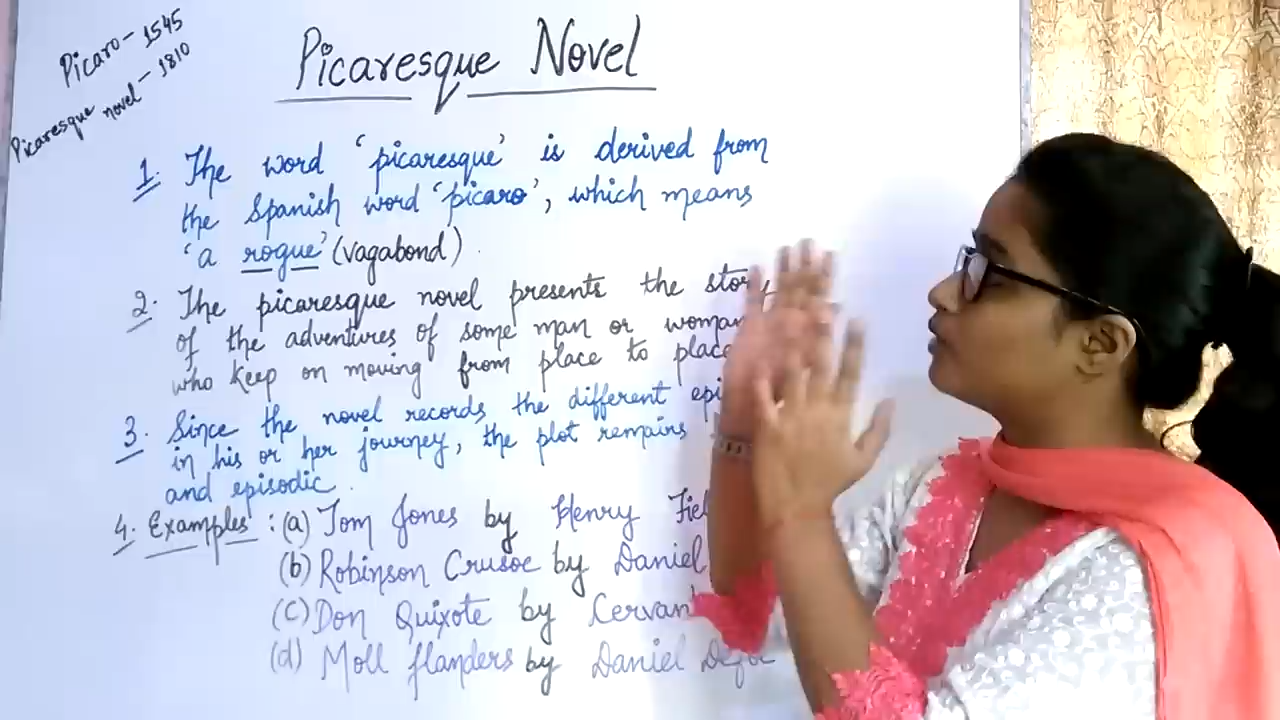 Picaro - 1545
Picaresque novel - 1810
Picaresque Novel
1. The word 'picaresque' is derived from
the Spanish word 'picaro', which means
'a rogue' (vagabond).
2. The picaresque novel presents the story
of the adventures of some man or woman
who keep on moving from place to place
3. Since the novel records the different
in his or her journey, the plot remains
and episodic.
4. Examples: (a) Tom Jones by Henry
(b) Robinson Crusoe by Daniel
(c) Don Quixote by
(d) Moll flanders by Daniel Defoe